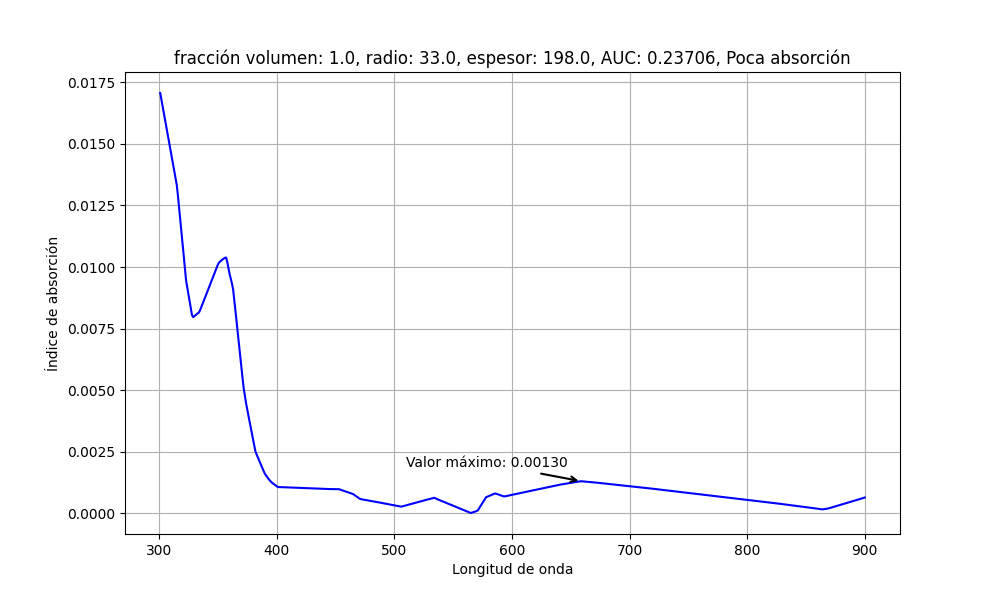 fracción volumen: 1.0, radio: 33.0, espesor: 198.0, AUC: 0.23706, Poca absorción
0.0175
0.0150
0.0125
0.0100
0.0075
0.0050
0.0025
0.0000
Índice de absorción
Valor máximo: 0.00130
300 400 500 600 700 800 900
Longitud de onda